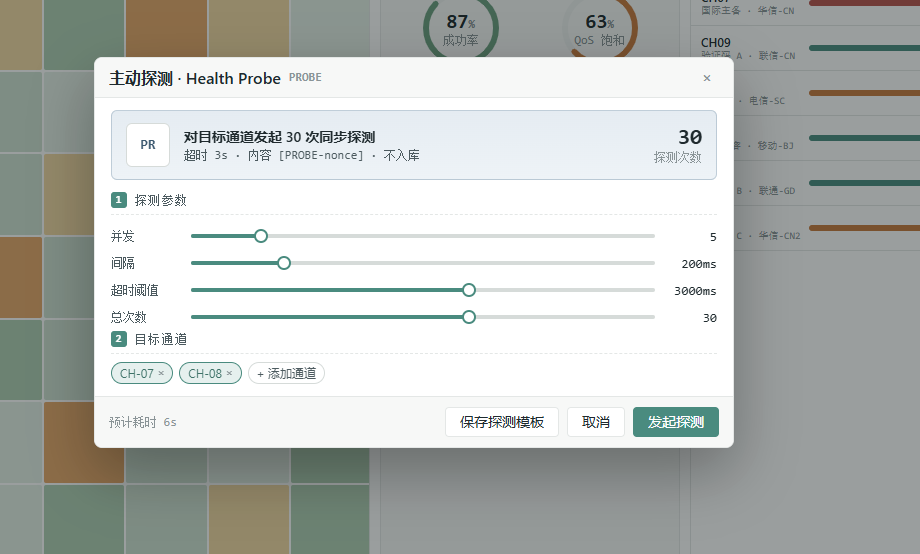 87%
成功率
63%
QoS 饱和
国际主备 · 华信-CN
CH09
A · 联信-CN
· 电信-SC
· 移动-BJ
B · 联通-GD
C · 华信-CN2
主动探测 · Health Probe PROBE ×
PR
对目标通道发起 30 次同步探测
超时 3s · 内容 [PROBE-nonce] · 不入库
30
探测次数
1 探测参数
并发 5
间隔 200ms
超时阈值 3000ms
总次数 30
2 目标通道
CH-07 × CH-08 × + 添加通道
预计耗时 6s
保存探测模板 取消 发起探测